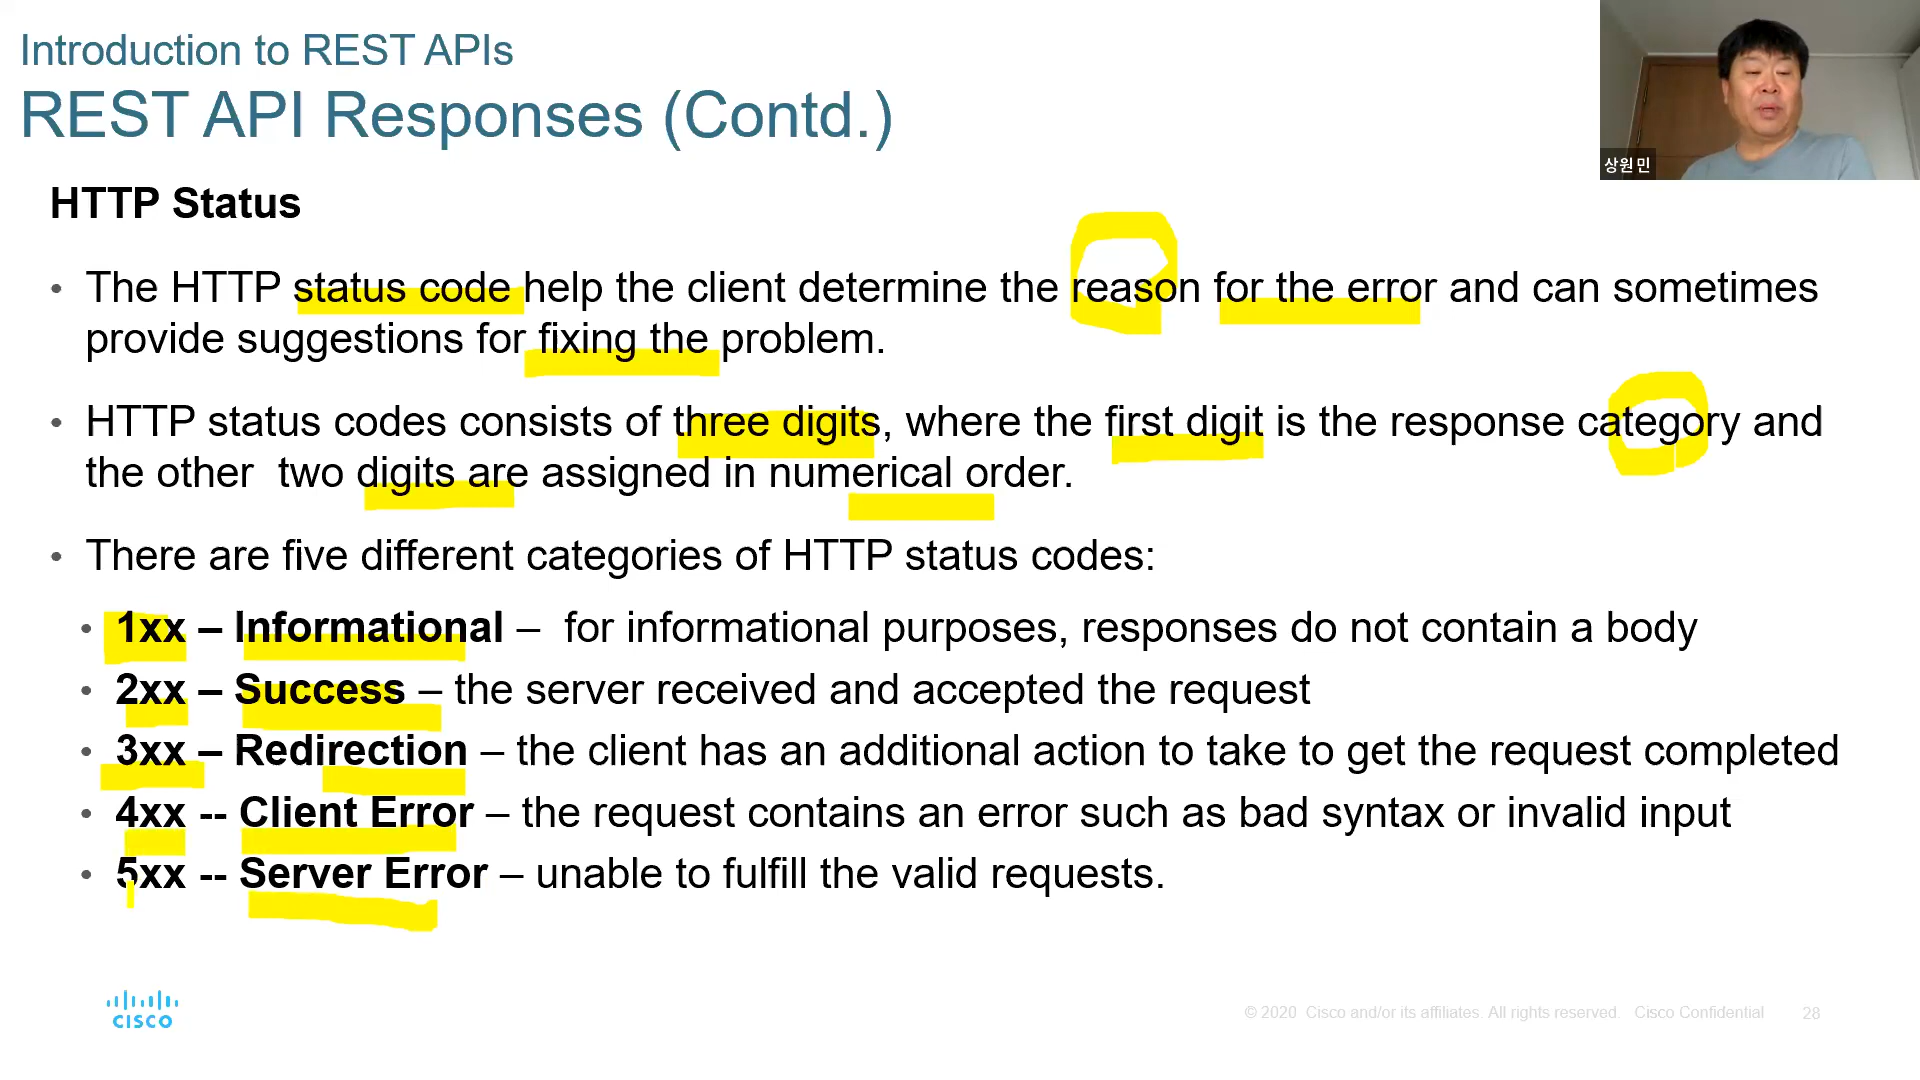 Introduction to REST APIs
REST API Responses (Contd.)
상원 민
HTTP Status
• The HTTP status code help the client determine the reason for the error and can sometimes
provide suggestions for fixing the problem.
• HTTP status codes consists of three digits, where the first digit is the response category and
the other two digits are assigned in numerical order.
• There are five different categories of HTTP status codes:
• 1xx – Informational – for informational purposes, responses do not contain a body
• 2xx – Success – the server received and accepted the request
• 3xx – Redirection – the client has an additional action to take to get the request completed
• 4xx -- Client Error – the request contains an error such as bad syntax or invalid input
• 5xx -- Server Error – unable to fulfill the valid requests.
CISCO
© 2020 Cisco and/or its affiliates. All rights reserved. Cisco Confidential 28